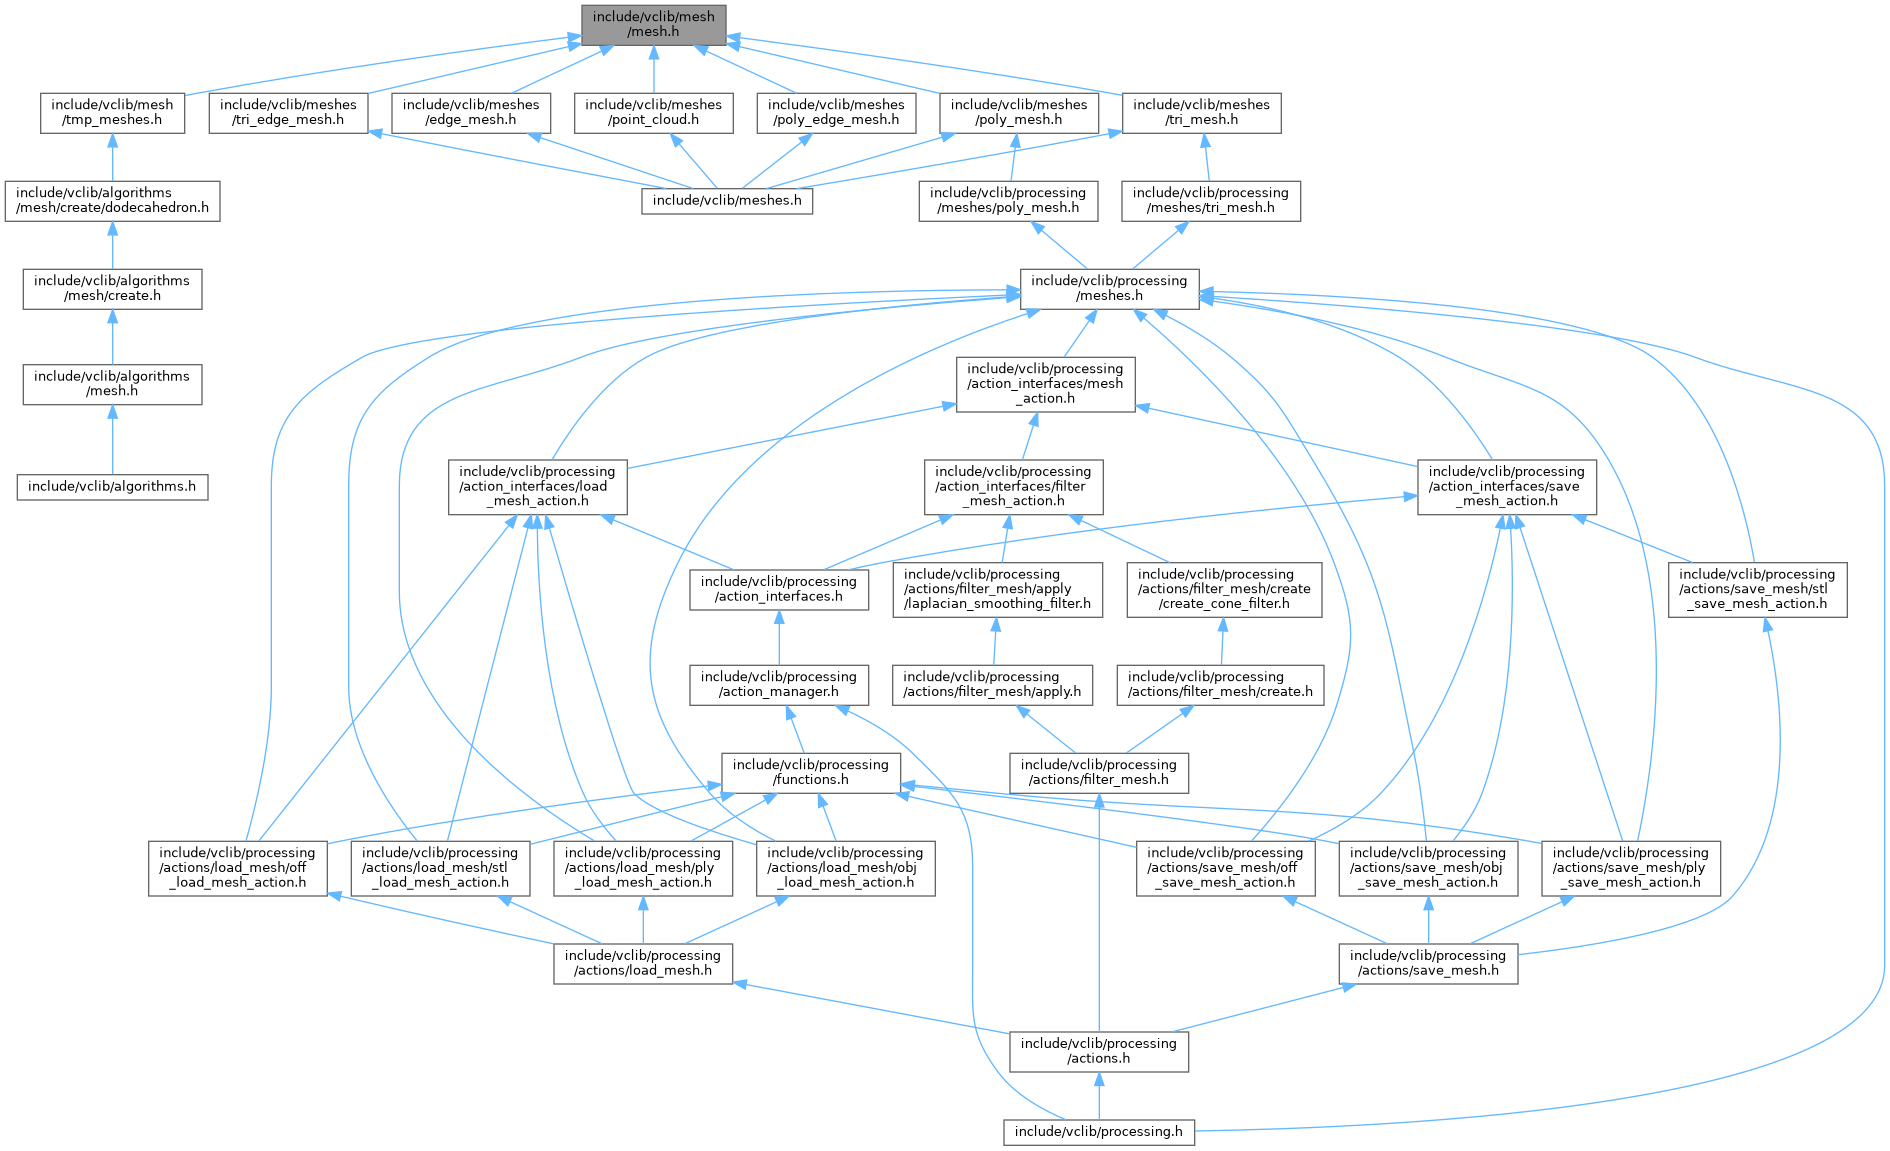 include/vclib/mesh
/mesh.h
include/vclib/mesh
/tmp_meshes.h
include/vclib/meshes
/tri_edge_mesh.h
include/vclib/meshes
/edge_mesh.h
include/vclib/meshes
/point_cloud.h
include/vclib/meshes
/poly_edge_mesh.h
include/vclib/meshes
/poly_mesh.h
include/vclib/meshes
/tri_mesh.h
include/vclib/algorithms
/mesh/create/dodecahedron.h
include/vclib/meshes.h
include/vclib/processing
/meshes/poly_mesh.h
include/vclib/processing
/meshes/tri_mesh.h
include/vclib/algorithms
/mesh/create.h
include/vclib/processing
/meshes.h
include/vclib/algorithms
/mesh.h
include/vclib/processing
/action_interfaces/mesh
_action.h
include/vclib/algorithms.h
include/vclib/processing
/action_interfaces/load
_mesh_action.h
include/vclib/processing
/action_interfaces/filter
_mesh_action.h
include/vclib/processing
/action_interfaces/save
_mesh_action.h
include/vclib/processing
/action_interfaces.h
include/vclib/processing
/actions/filter_mesh/apply
/laplacian_smoothing_filter.h
include/vclib/processing
/actions/filter_mesh/create
/create_cone_filter.h
include/vclib/processing
/actions/save_mesh/stl
_save_mesh_action.h
include/vclib/processing
/action_manager.h
include/vclib/processing
/actions/filter_mesh/apply.h
include/vclib/processing
/actions/filter_mesh/create.h
include/vclib/processing
/functions.h
include/vclib/processing
/actions/filter_mesh.h
include/vclib/processing
/actions/load_mesh/off
_load_mesh_action.h
include/vclib/processing
/actions/load_mesh/stl
_load_mesh_action.h
include/vclib/processing
/actions/load_mesh/ply
_load_mesh_action.h
include/vclib/processing
/actions/load_mesh/obj
_load_mesh_action.h
include/vclib/processing
/actions/save_mesh/off
_save_mesh_action.h
include/vclib/processing
/actions/save_mesh/obj
_save_mesh_action.h
include/vclib/processing
/actions/save_mesh/ply
_save_mesh_action.h
include/vclib/processing
/actions/load_mesh.h
include/vclib/processing
/actions/save_mesh.h
include/vclib/processing
/actions.h
include/vclib/processing.h